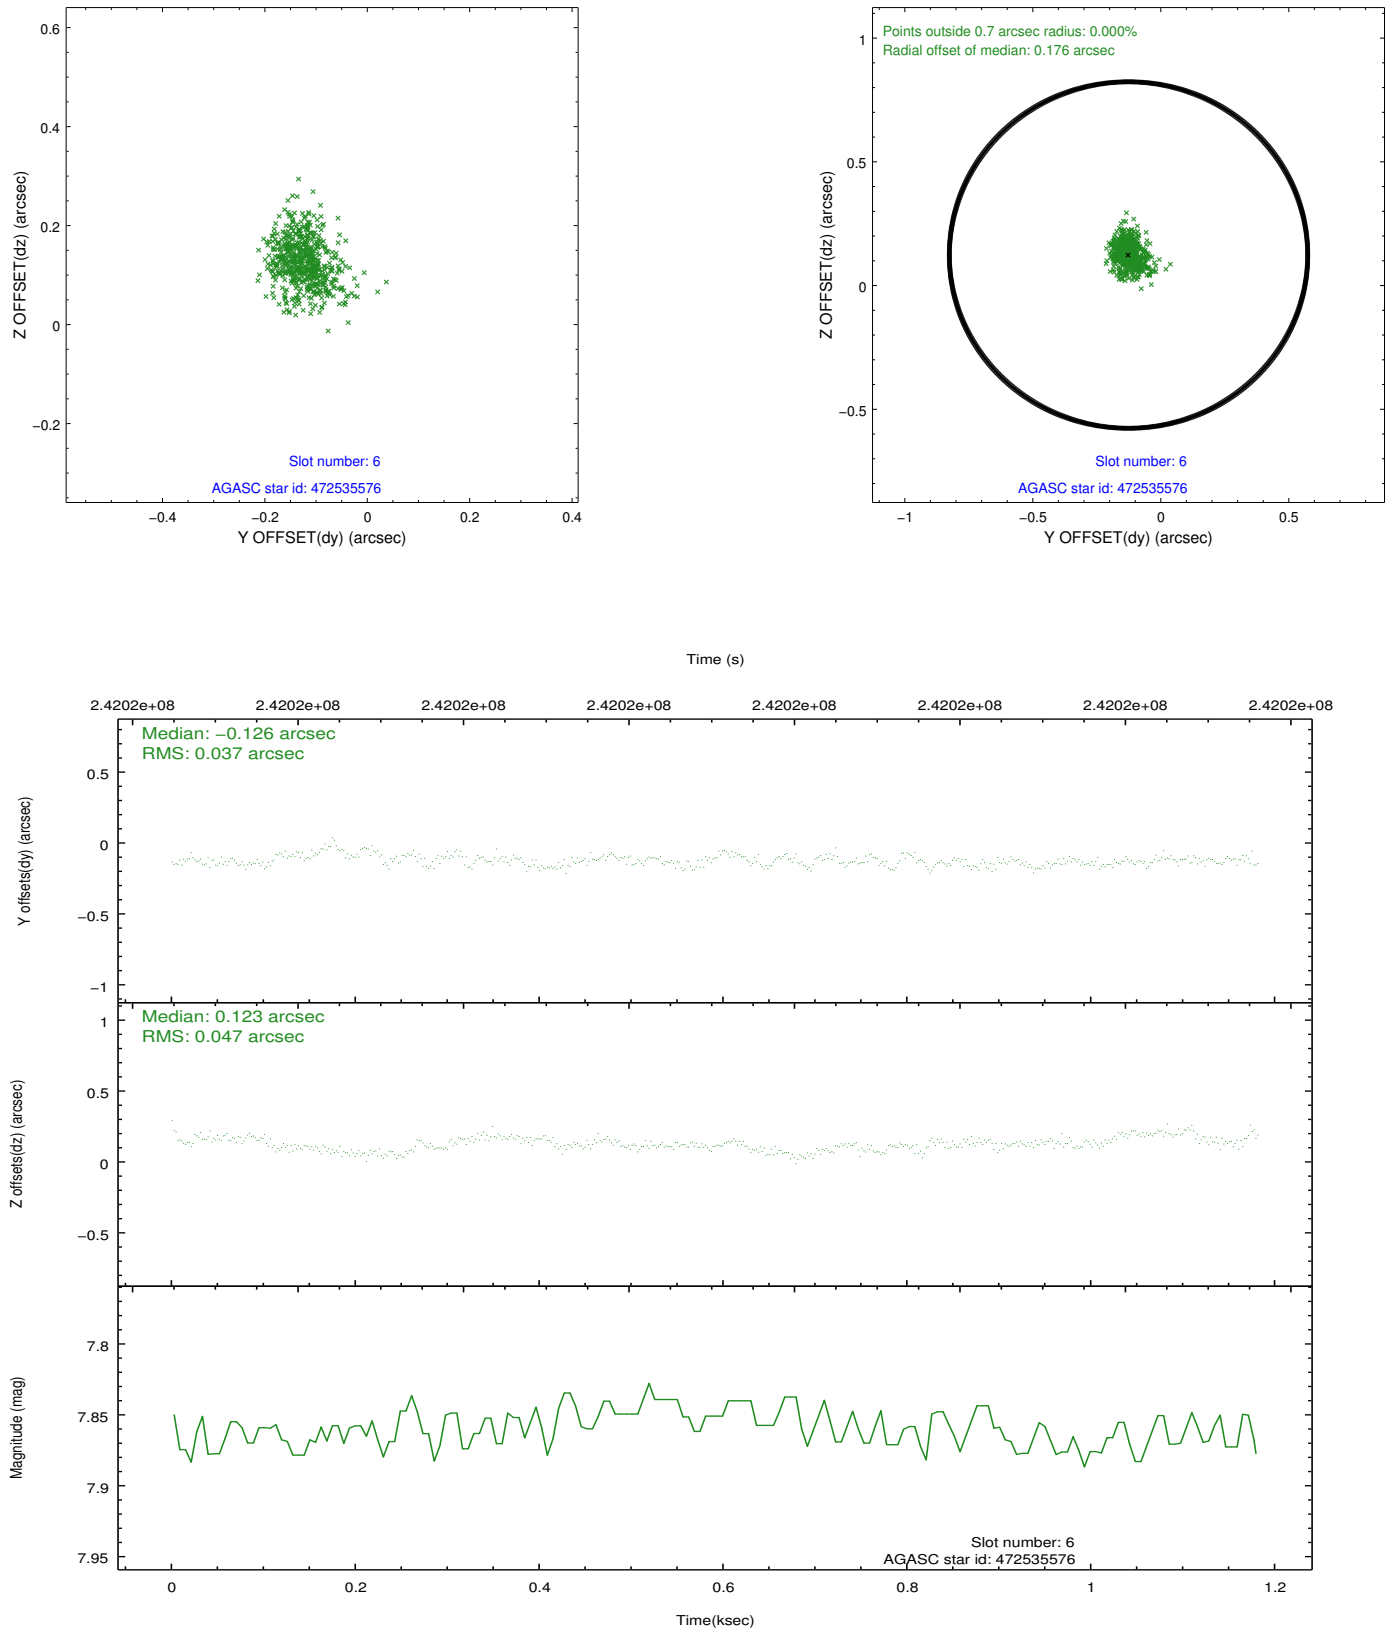 0.6
0.4
0.2
0
−0.2
Z OFFSET(dz) (arcsec)
Slot number: 6
AGASC star id: 472535576
−0.4
−0.2
0
0.2
0.4
Y OFFSET(dy) (arcsec)
Points outside 0.7 arcsec radius: 0.000%
Radial offset of median: 0.176 arcsec
1
0.5
0
−0.5
Z OFFSET(dz) (arcsec)
Slot number: 6
AGASC star id: 472535576
−1
−0.5
0
0.5
Y OFFSET(dy) (arcsec)
Time (s)
2.4202e+08 2.4202e+08 2.4202e+08 2.4202e+08 2.4202e+08 2.4202e+08 2.4202e+08 2.4202e+08
Median: −0.126 arcsec
RMS: 0.037 arcsec
0.5
0
−0.5
−1
Y offsets(dy) (arcsec)
Median: 0.123 arcsec
RMS: 0.047 arcsec
1
0.5
0
−0.5
Z offsets(dz) (arcsec)
7.8
7.85
7.9
7.95
Magnitude (mag)
Slot number: 6
AGASC star id: 472535576
0 0.2 0.4 0.6 0.8 1 1.2
Time(ksec)